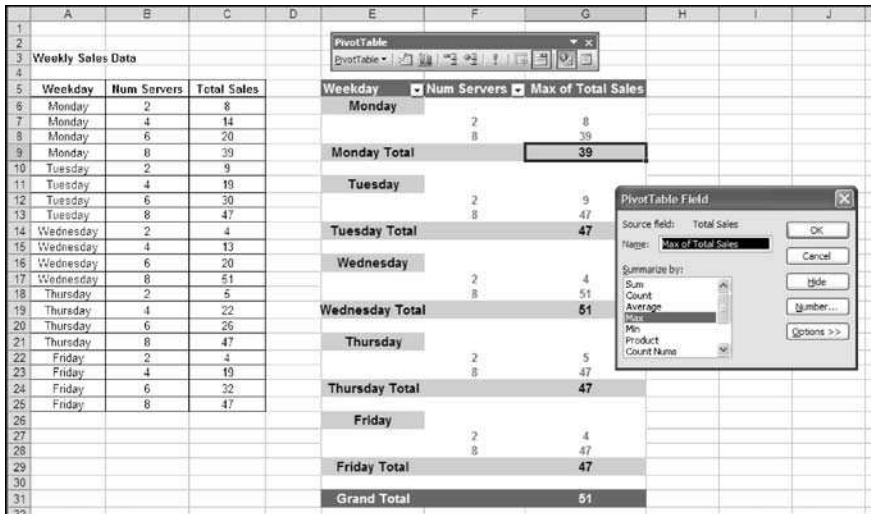 A B C D E F G H I J
1
2 PivotTable
3 Weekly Sales Data PivotTable
4
5 Weekday Num Servers Total Sales Weekday Num Servers Max of Total Sales
6 Monday 2 8 Monday
7 Monday 4 14 2 8
8 Monday 6 20 8 39
9 Monday 8 39 Monday Total 39
10 Tuesday 2 9
11 Tuesday 4 19 Tuesday
12 Tuesday 6 30 2 9
13 Tuesday 8 47 8 47
14 Wednesday 2 4 Tuesday Total 47
15 Wednesday 4 13
16 Wednesday 6 20 Wednesday
17 Wednesday 8 51 2 4
18 Thursday 2 5 8 51
19 Thursday 4 22 Wednesday Total 51
20 Thursday 6 26
21 Thursday 8 47 Thursday
22 Friday 2 4 2 5
23 Friday 4 19 8 47
24 Friday 6 32 Thursday Total 47
25 Friday 8 47
26 Friday
27 2 4
28 8 47
29 Friday Total 47
30
31 Grand Total 51
32
PivotTable Field
Source field: Total Sales
OK
Name: Max of Total Sales
Cancel
Summarize by:
Hide
Sum
Count
Average
Number...
Max
Min
Options >>
Product
Count Nums